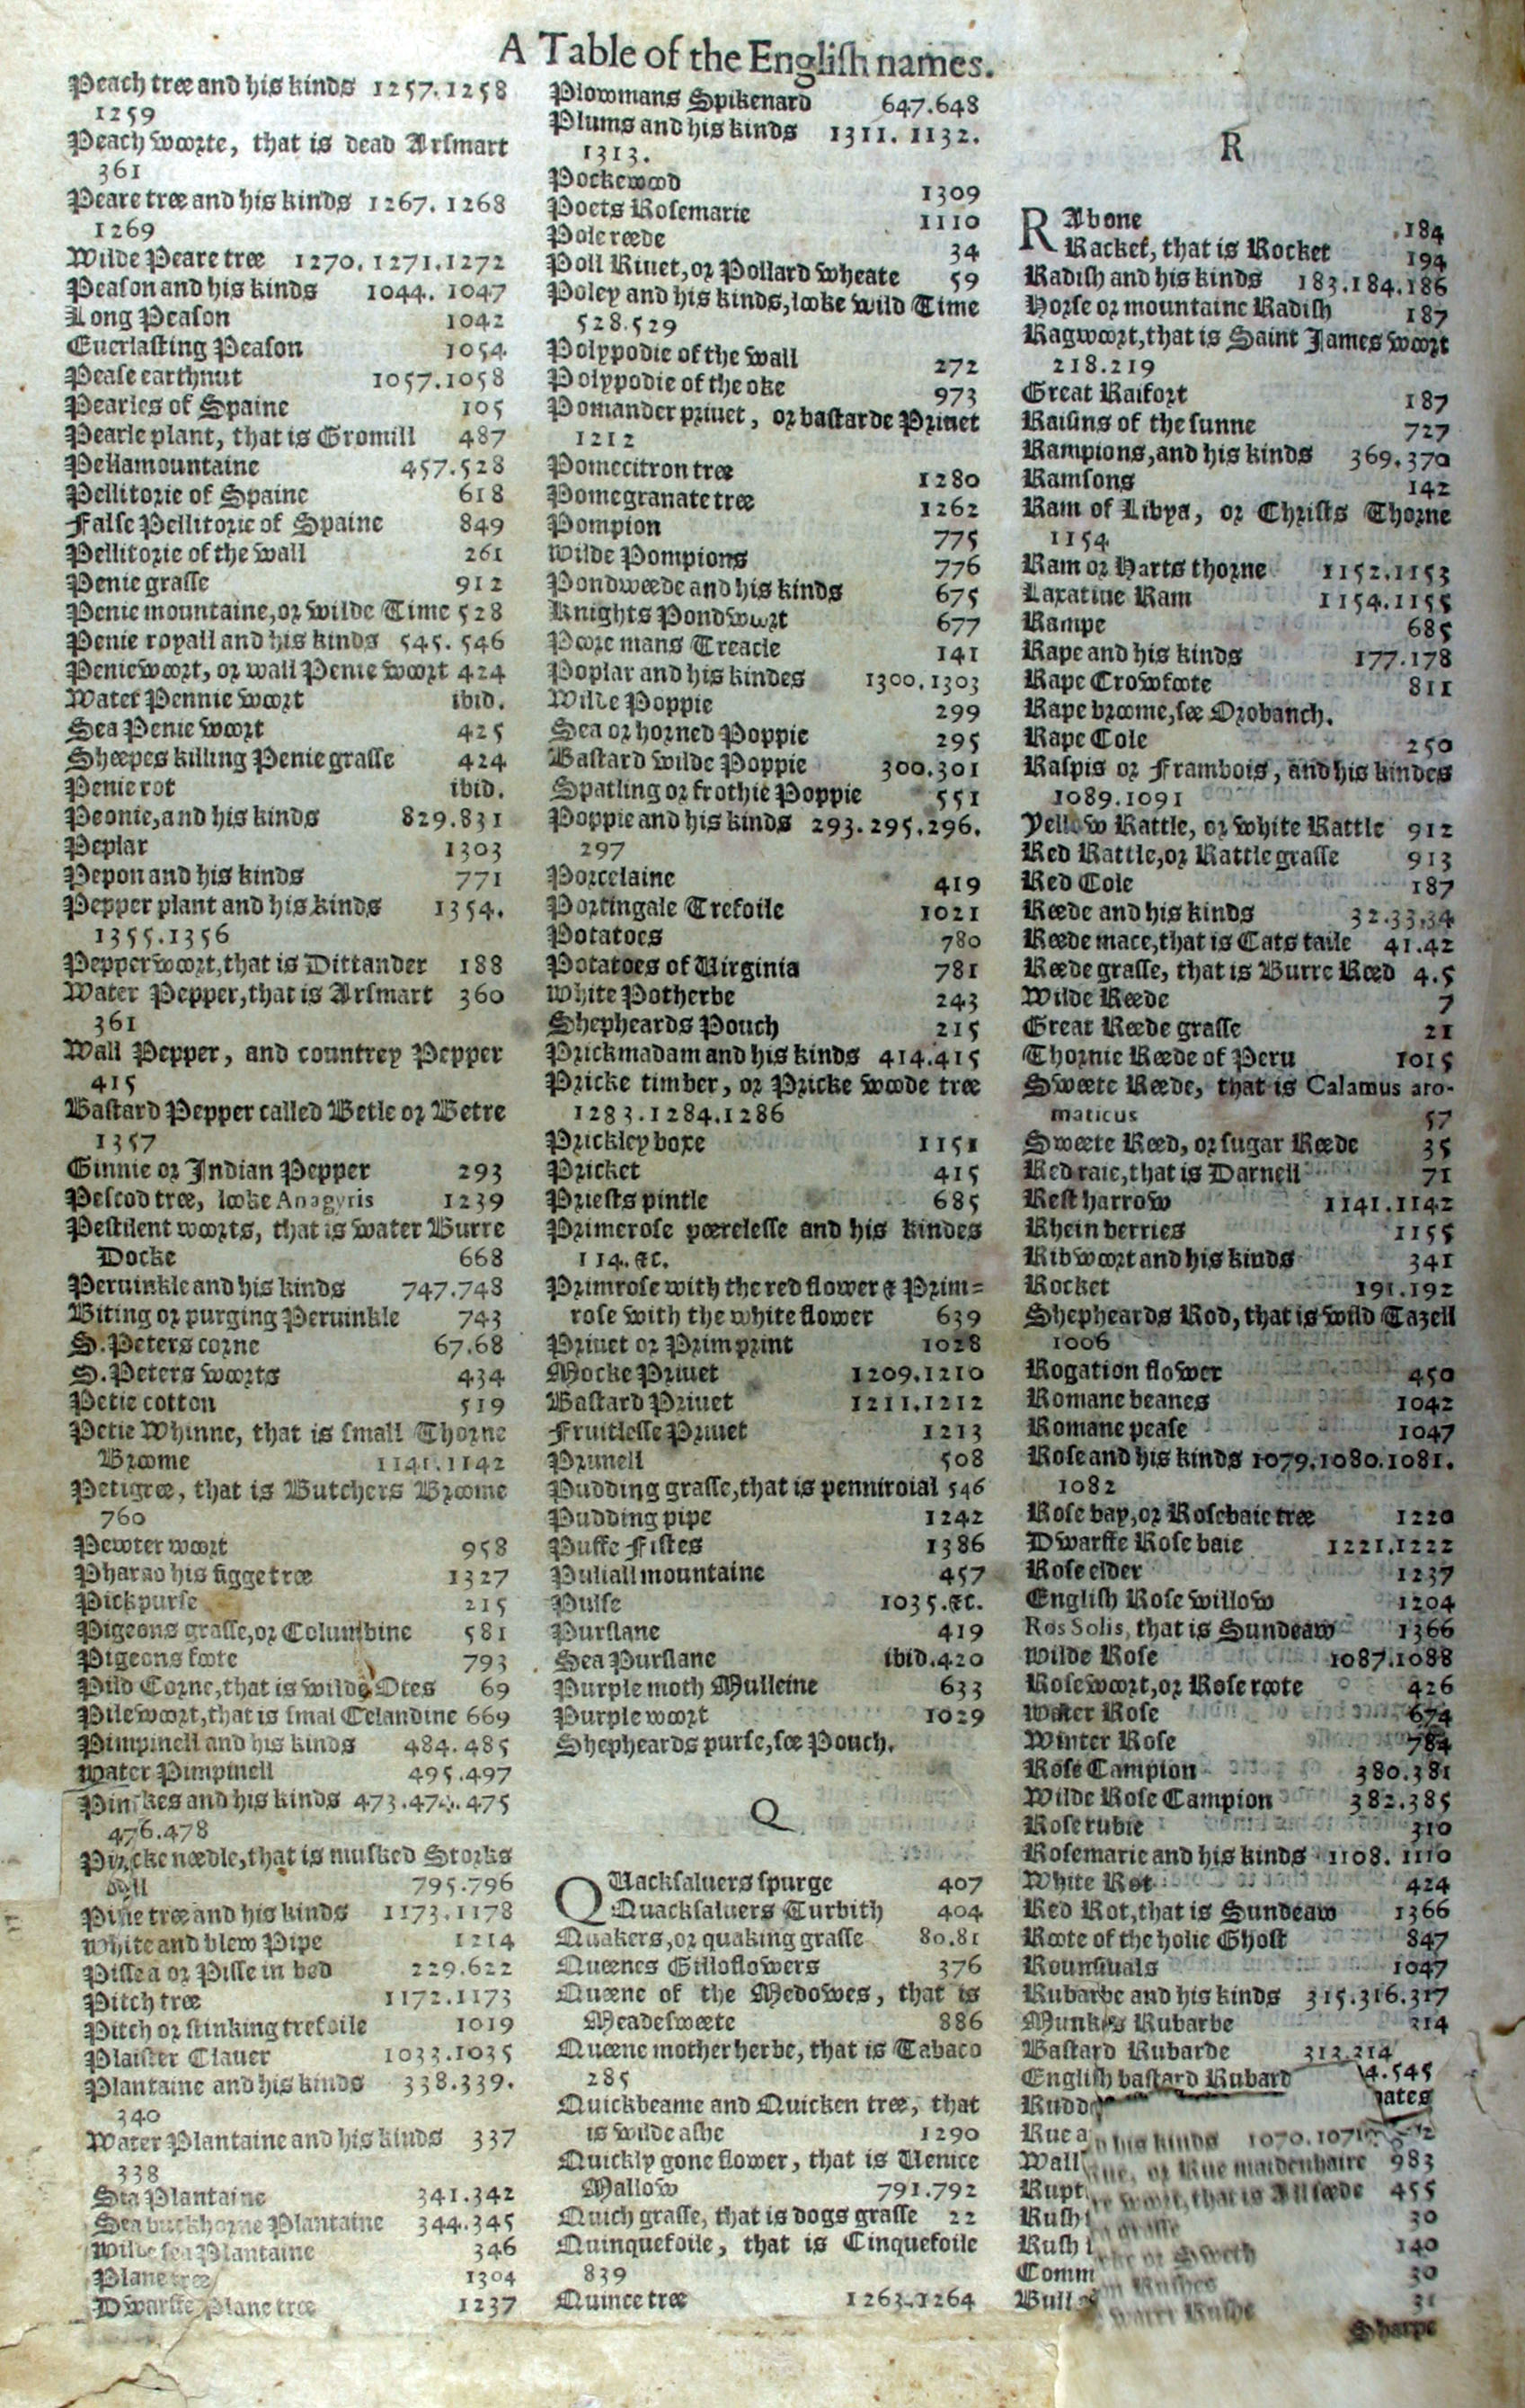 A Table of the Engliſh names.
Peach tree and his kinds 1257.1258
1259
Peach woorte, that is dead Arſmart
361
Peare tree and his kinds 1267. 1268
1269
Wilde Peare tree 1270. 1271.1272
Peaſon and his kinds 1044. 1047
Long Peaſon 1042
Euerlaſting Peaſon 1054
Peaſe earthnut 1057.1058
Pearles of Spaine 105
Pearle plant, that is Gromill 487
Pellamountaine 457.528
Pellitorie of Spaine 618
Falſe Pellitorie of Spaine 849
Pellitorie of the wall 261
Penie graſſe 912
Penie mountaine, or wilde Time 528
Penie royall and his kinds 545. 546
Peniewoort, or wall Penie woort 424
Water Pennie woort ibid.
Sea Penie woort 425
Sheepes killing Penie graſſe 424
Penie rot ibid.
Peonie, and his kinds 829.831
Peplar 1303
Pepon and his kinds 771
Pepper plant and his kinds 1354.
1355.1356
Pepperwoort, that is Dittander 188
Water Pepper, that is Arſmart 360
361
Wall Pepper, and countrey Pepper
415
Baſtard Pepper called Betle or Betre
1357
Ginnie or Indian Pepper 293
Peſcod tree, looke Anagyris 1239
Peſtilent woorts, that is water Burre
Docke 668
Peruinkle and his kinds 747.748
Biting or purging Peruinkle 743
S. Peters corne 67.68
S. Peters woorts 434
Petie cotton 519
Petie Whinne, that is ſmall Thorne
Broome 1141.1142
Petigree, that is Butchers Broome
760
Pewter woort 958
Pharao his figge tree 1327
Pickpurſe 215
Pigeons graſſe, or Columbine 581
Pigeons foote 793
Pild Corne, that is wilde Otes 69
Pilewoort, that is ſmal Celandine 669
Pimpinell and his kinds 484. 485
Water Pimpinell 495.497
Pinkes and his kinds 473.474.475
476.478
needle, that is muſked Storks
bill 795.796
Pine tree and his kinds 1173.1178
White and blew Pipe 1214
Piſſea or Piſſe in bed 229.622
Pitch tree 1172.1173
Pitch or ſtinking trefoile 1019
Plaiſter Clauer 1033.1035
Plantaine and his kinds 338.339.
340
Water Plantaine and his kinds 337
338
Sea Plantaine 341.342
Sea buckhorne Plantaine 344.345
Wilde ſea Plantaine 346
Plane tree 1304
Dwarffe Plane tree 1237
Plowmans Spikenard 647.648
Plums and his kinds 1311. 1132.
1313.
Pockewood 1309
Poets Roſemarie 1110
Pole reede 34
Poll Riuet, or Pollard wheate 59
Poley and his kinds, looke wild Time
528.529
Polypodie of the wall 272
Polypodie of the oke 973
Pomander priuet, or baſtarde Priuet
1212
Pomecitron tree 1280
Pomegranate tree 1262
Pompion 775
Wilde Pompions 776
Pondweede and his kinds 675
Knights Pondwurt 677
Poore mans Treacle 141
Poplar and his kindes 1300.1303
Wilde Poppie 299
Sea or horned Poppie 295
Baſtard wilde Poppie 300.301
Spatling or frothie Poppie 551
Poppie and his kinds 293.295.296.
297
Porcelaine 419
Portingale Trefoile 1021
Potatoes 780
Potatoes of Virginia 781
White Potherbe 243
Shepheards Pouch 215
Prickmadam and his kinds 414.415
Pricke timber, or Pricke woode tree
1283.1284.1286
Prickley boxe 1151
Pricket 415
Prieſts pintle 685
Primeroſe peereleſſe and his kindes
114.&c.
Primroſe with the red flower & Prim-
roſe with the white flower 639
Priuet or Prim print 1028
Mocke Priuet 1209.1210
Baſtard Priuet 1211.1212
Fruitleſſe Priuet 1213
Prunell 508
Pudding graſſe, that is penniroial 546
Pudding pipe 1242
Puffe Fiſtes 1386
Puliall mountaine 457
Pulſe 1035.&c.
Purſlane 419
Sea Purſlane ibid.420
Purple moth Mulleine 633
Purple woort 1029
Shepheards purſe, ſee Pouch.
Q
QUackſaluers ſpurge 407
Quackſaluers Turbith 404
Quakers, or quaking graſſe 80.81
Queenes Gilloflowers 376
Queene of the Medowes, that is
Meadeſweete 886
Queene mother herbe, that is Tabaco
285
Quickbeame and Quicken tree, that
is wilde aſhe 1290
Quickly gone flower, that is Venice
Mallow 791.792
Quich graſſe, that is dogs graſſe 22
Quinquefoile, that is Cinquefoile
839
Quince tree 1263.1264
R
RAbone 184
Racket, that is Rocket 194
Radiſh and his kinds 183.184.186
Horſe or mountaine Radiſh 187
Ragwoort, that is Saint James woort
218.219
Great Raifort 187
Raiſins of the ſunne 727
Rampions, and his kinds 369.370
Ramſons 142
Ram of Libya, or Chriſts Thorne
1154
Ram or Harts thorne 1152.1153
Laxatiue Ram 1154.1155
Rampe 685
Rape and his kinds 177.178
Rape Crowfoote 811
Rape broome, ſee Orobanch.
Rape Cole 250
Raſpis or Frambois, and his kindes
1089.1091
Yellow Rattle, or white Rattle 912
Red Rattle, or Rattle graſſe 913
Red Cole 187
Reede and his kinds 32.33.34
Reede mace, that is Cats taile 41.42
Reede graſſe, that is Burre Reed 4.5
Wilde Reede 7
Great Reede graſſe 21
Thornie Reede of Peru 1015
Sweete Reede, that is Calamus aro-
maticus 57
Sweete Reed, or ſugar Reede 35
Red raie, that is Darnell 71
Reſt harrow 1141.1142
Rhein berries 1155
Ribwoort and his kinds 341
Rocket 191.192
Shepheards Rod, that is wild Tazell
1006
Rogation flower 450
Romane beanes 1042
Romane peaſe 1047
Roſe and his kinds 1079.1080.1081.
1082
Roſe bay, or Roſebaie tree 1220
Dwarffe Roſe baie 1221.1222
Roſe elder 1237
Engliſh Roſe willow 1204
Ros Solis, that is Sundeaw 1366
Wilde Roſe 1087.1088
Roſewoort, or Roſe roote 426
Water Roſe 674
Winter Roſe 784
Roſe Campion 380.381
Wilde Roſe Campion 382.385
Roſe rubie 310
Roſemarie and his kinds 1108. 1110
White Rot 424
Red Rot, that is Sundeaw 1366
Roote of the holie Ghoſt 847
Rounſiuals 1047
Rubarbe and his kinds 315.316.317
Munkes Rubarbe 314
Baſtard Rubarbe 313.314
Engliſh baſtard Rubarb 4.545
Rudd
Rue a his kinds 1070.1071
Wall Rue, or Rue maidenhaire 983
Rupt woort, that is Allſeede 455
Ruſh graſſe 30
Ruſh 140
Comm Ruſhes 30
Bull water Ruſhe 31
Sharpe